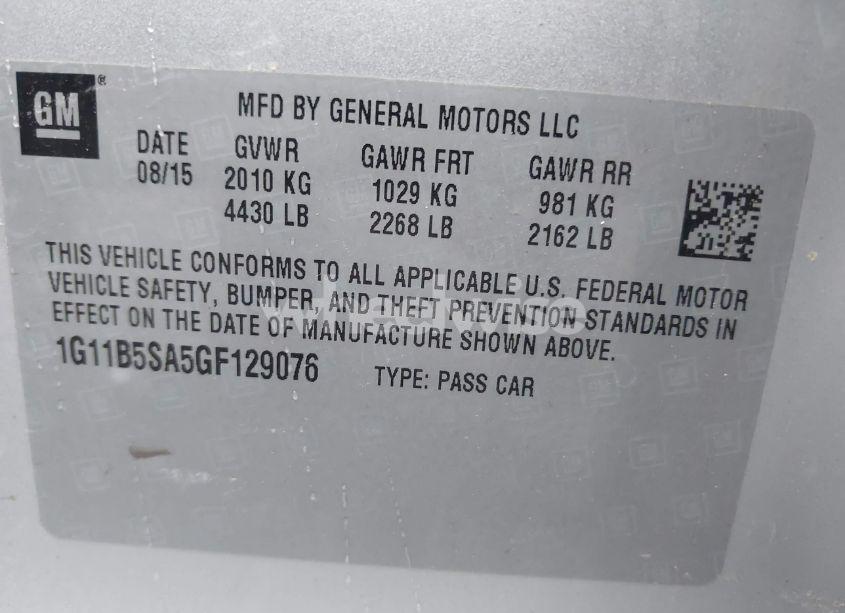 GM®
MFD BY GENERAL MOTORS LLC
DATE GVWR GAWR FRT GAWR RR
08/15 2010 KG 1029 KG 981 KG
4430 LB 2268 LB 2162 LB
THIS VEHICLE CONFORMS TO ALL APPLICABLE U.S. FEDERAL MOTOR
VEHICLE SAFETY, BUMPER, AND THEFT PREVENTION STANDARDS IN
EFFECT ON THE DATE OF MANUFACTURE SHOWN ABOVE.
1G11B5SA5GF129076 TYPE: PASS CAR